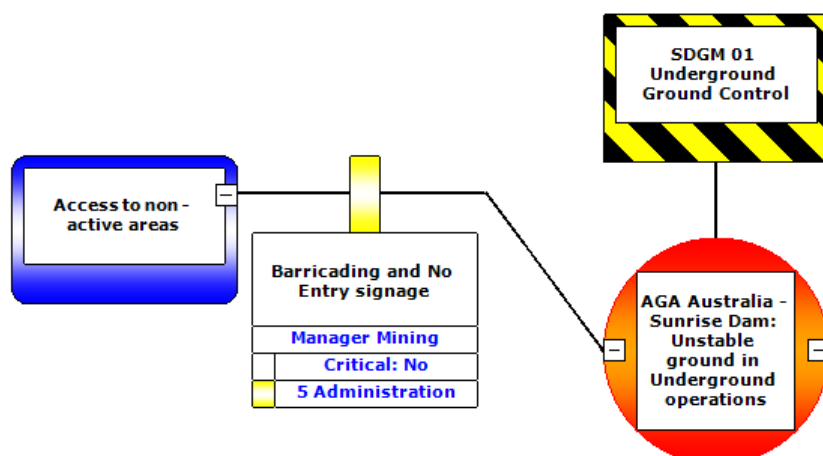 SDGM 01
Underground
Ground Control
Access to non -
active areas
Barricading and No
Entry signage
Manager Mining
Critical: No
5 Administration
AGA Australia -
Sunrise Dam:
Unstable
ground in
Underground
operations